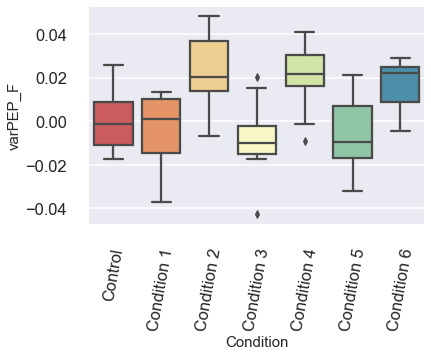 0.04
0.02
0.00
−0.02
−0.04
varPEP_F
Control
Condition 1
Condition 2
Condition 3
Condition 4
Condition 5
Condition 6
Condition